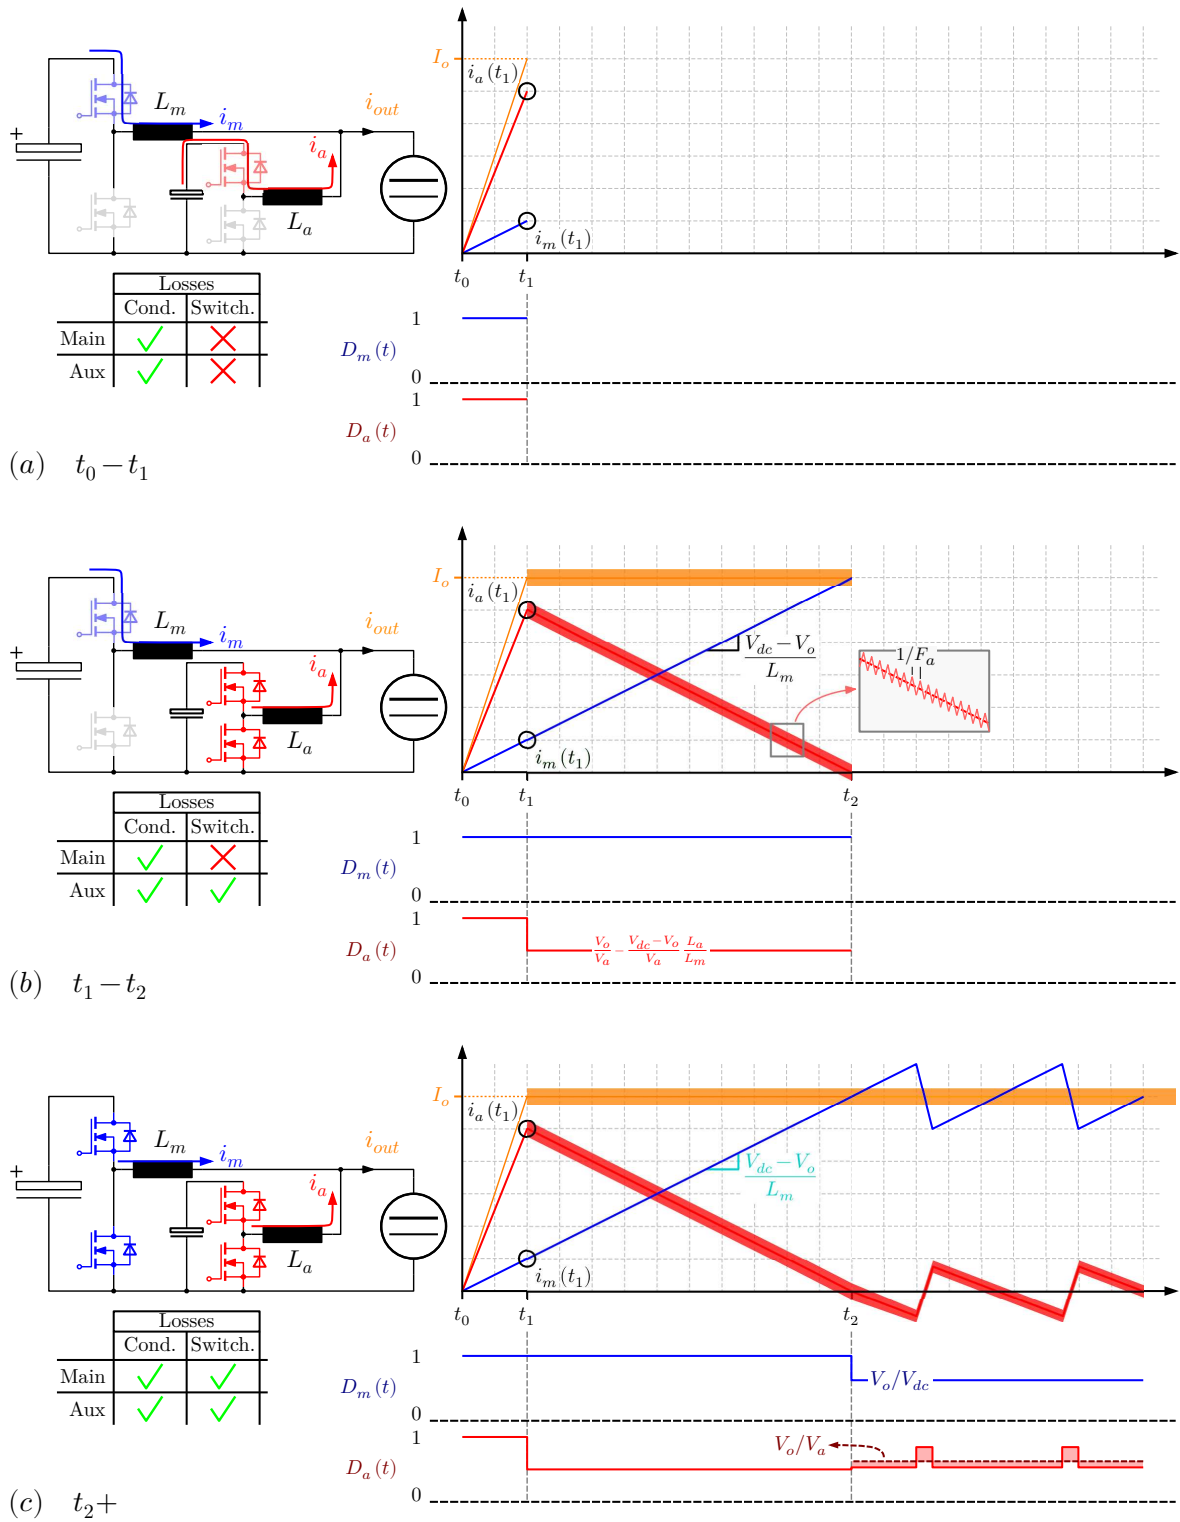 +
L_m
i_m
i_out
i_a
L_a
I_o
i_a(t_1)
i_m(t_1)
t_0 t_1
Losses
Cond. Switch.
Main
Aux
1
D_m(t)
0
1
D_a(t)
0
(a) t_0 − t_1
+
L_m
i_m
i_out
i_a
L_a
I_o
i_a(t_1)
V_dc − V_o
L_m
1/F_a
i_m(t_1)
t_0 t_1 t_2
Losses
Cond. Switch.
Main
Aux
1
D_m(t)
0
1
D_a(t)
V_o/V_a − (V_dc−V_o)/V_a L_a/L_m
0
(b) t_1 − t_2
+
L_m
i_m
i_out
i_a
L_a
I_o
i_a(t_1)
V_dc − V_o
L_m
i_m(t_1)
t_0 t_1 t_2
Losses
Cond. Switch.
Main
Aux
1
D_m(t)
V_o/V_dc
0
1
V_o/V_a
D_a(t)
0
(c) t_2+